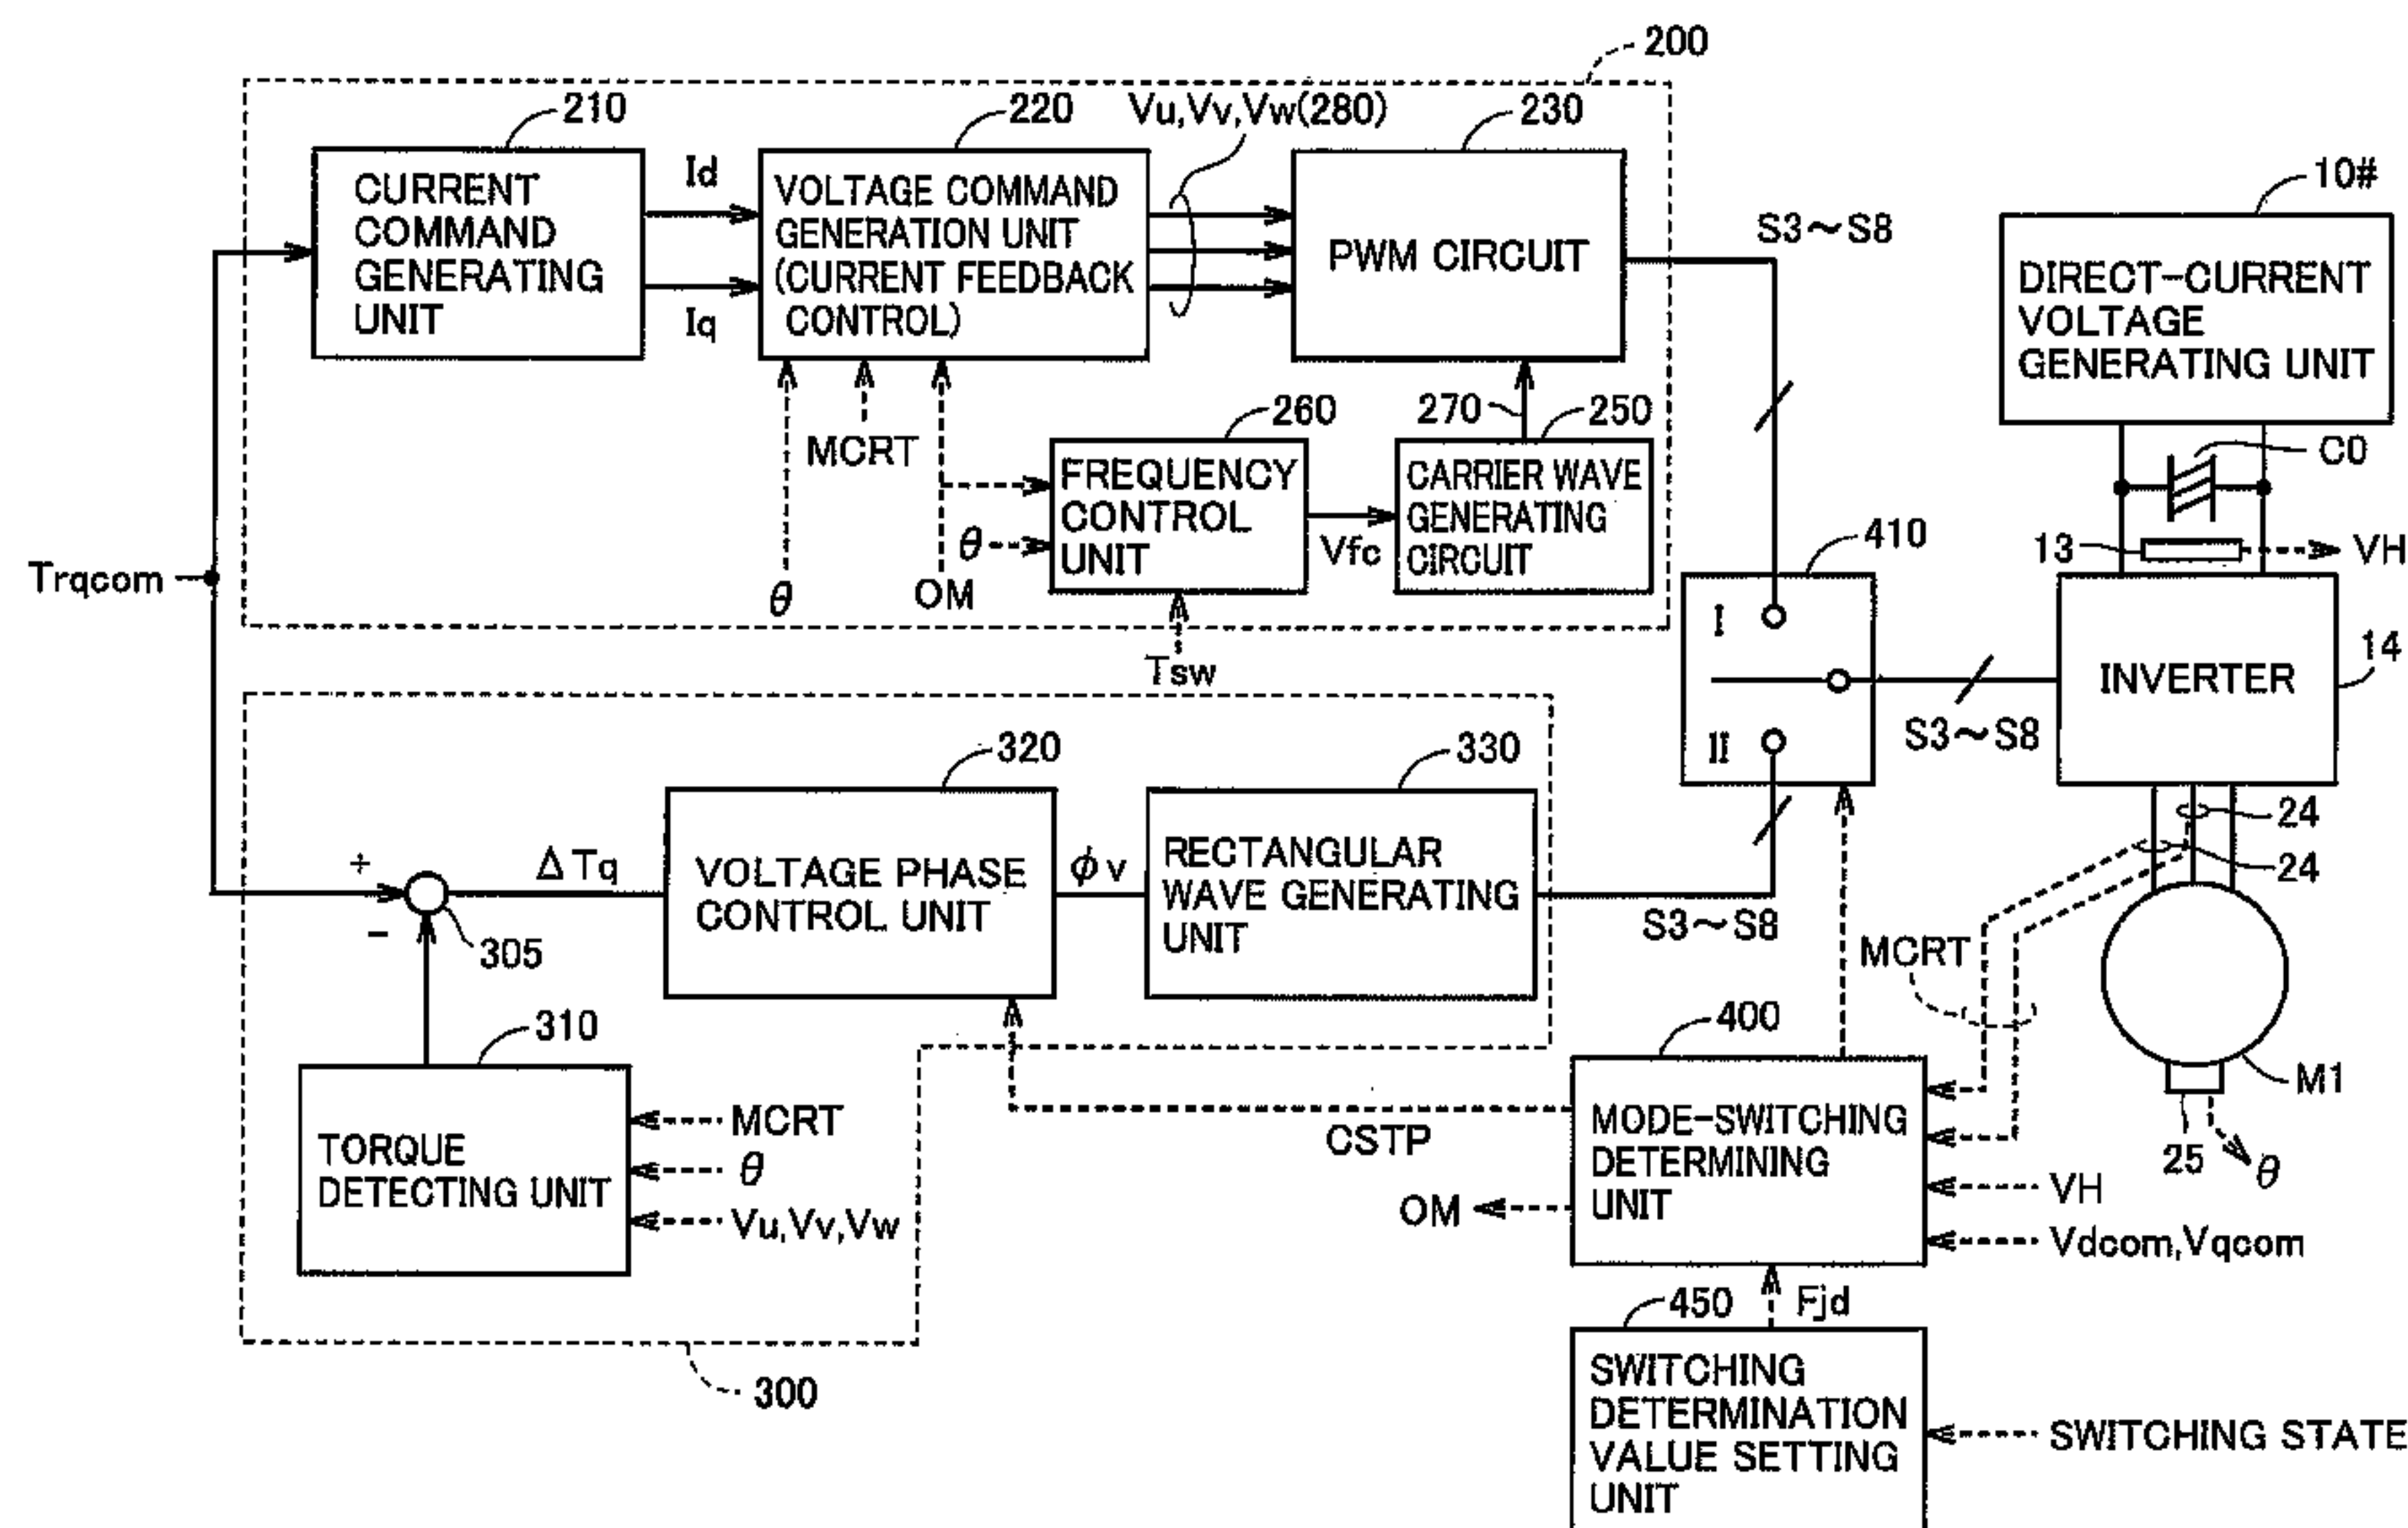 200
210
220
Vu,Vv,Vw(280)
230
CURRENT
COMMAND
GENERATING
UNIT
Id
Iq
VOLTAGE COMMAND
GENERATION UNIT
(CURRENT FEEDBACK
CONTROL)
PWM CIRCUIT
S3~S8
10#
DIRECT-CURRENT
VOLTAGE
GENERATING UNIT
C0
13
VH
MCRT
θ
OM
260
FREQUENCY
CONTROL
UNIT
θ
Tsw
Vfc
270
250
CARRIER WAVE
GENERATING
CIRCUIT
Trqcom
410
I
II
S3~S8
INVERTER
14
24
24
+
-
305
ΔTq
320
VOLTAGE PHASE
CONTROL UNIT
φv
330
RECTANGULAR
WAVE GENERATING
UNIT
S3~S8
MCRT
M1
25
θ
310
TORQUE
DETECTING UNIT
MCRT
θ
Vu,Vv,Vw
300
CSTP
OM
400
MODE-SWITCHING
DETERMINING
UNIT
VH
Vdcom,Vqcom
450
Fjd
SWITCHING
DETERMINATION
VALUE SETTING
UNIT
SWITCHING STATE